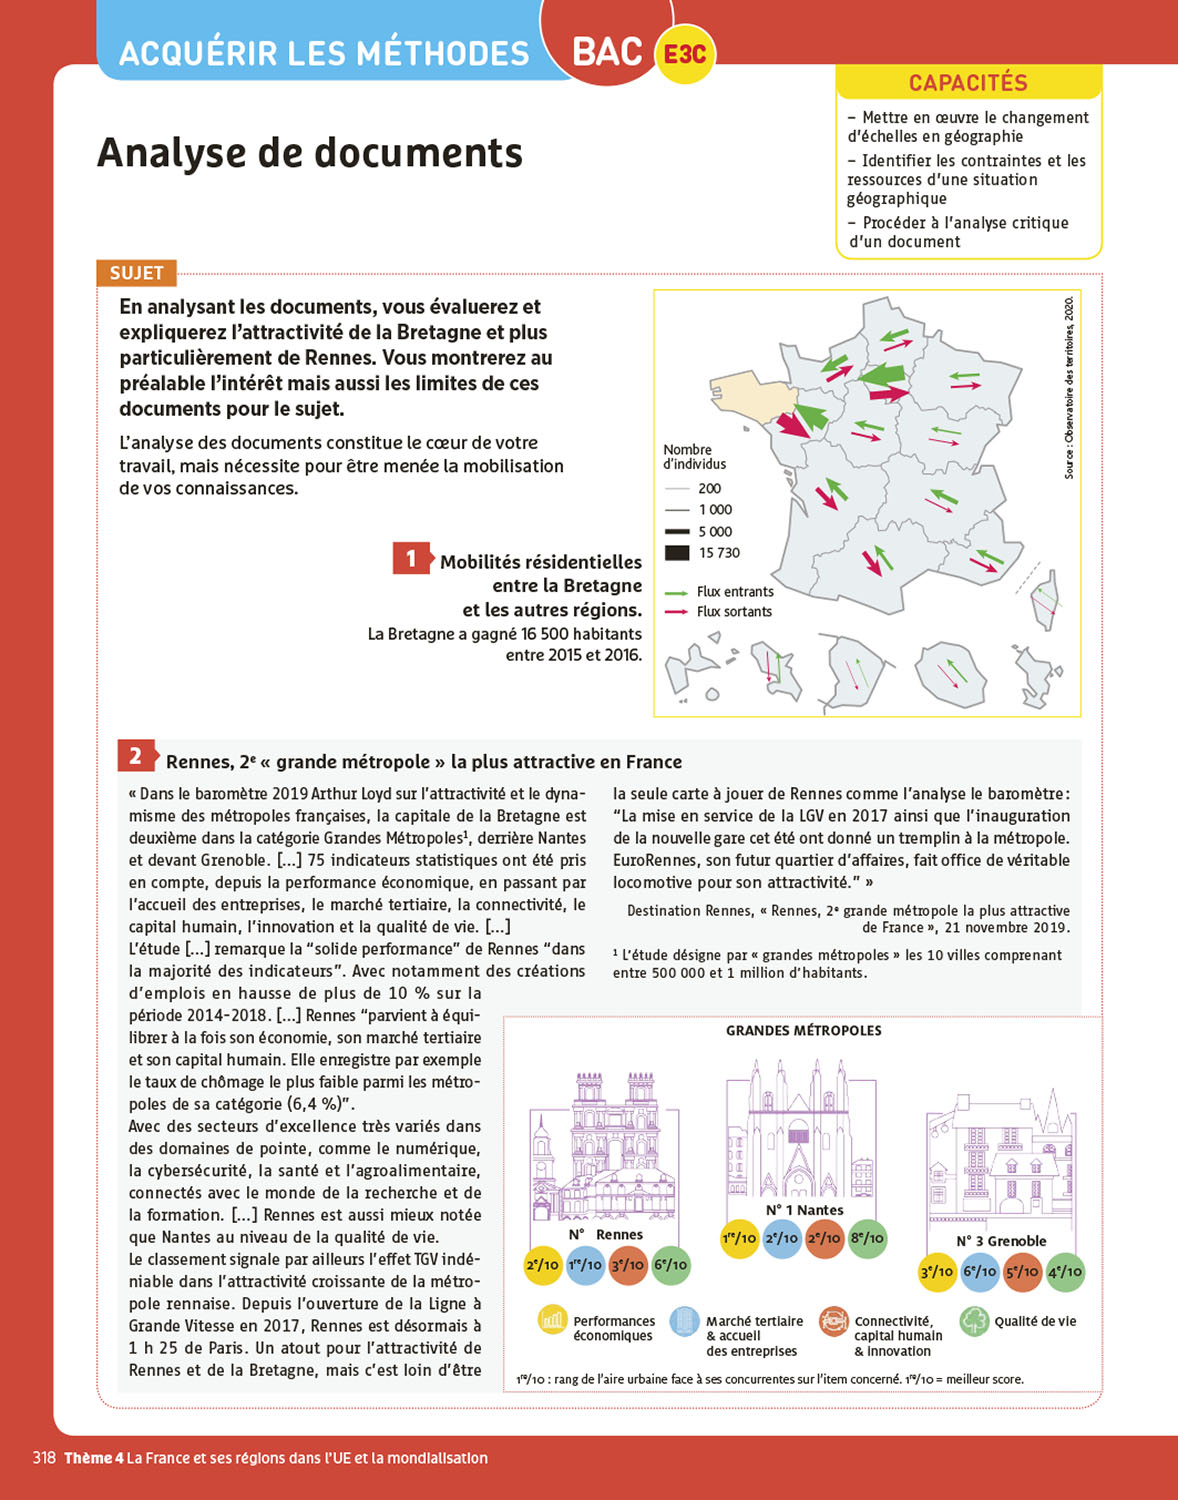 ACQUÉRIR LES MÉTHODES
BAC
E3C
CAPACITÉS
– Mettre en œuvre le changement
d'échelles en géographie
– Identifier les contraintes et les
ressources d'une situation
géographique
– Procéder à l'analyse critique
d'un document
Analyse de documents
SUJET
En analysant les documents, vous évaluerez et
expliquerez l'attractivité de la Bretagne et plus
particulièrement de Rennes. Vous montrerez au
préalable l'intérêt mais aussi les limites de ces
documents pour le sujet.
L'analyse des documents constitue le cœur de votre
travail, mais nécessite pour être menée la mobilisation
de vos connaissances.
1 Mobilités résidentielles
entre la Bretagne
et les autres régions.
La Bretagne a gagné 16 500 habitants
entre 2015 et 2016.
Source : Observatoire des territoires, 2020.
Nombre
d'individus
200
1 000
5 000
15 730
Flux entrants
Flux sortants
2 Rennes, 2e « grande métropole » la plus attractive en France
« Dans le baromètre 2019 Arthur Loyd sur l'attractivité et le dyna-
misme des métropoles françaises, la capitale de la Bretagne est
deuxième dans la catégorie Grandes Métropoles¹, derrière Nantes
et devant Grenoble. [...] 75 indicateurs statistiques ont été pris
en compte, depuis la performance économique, en passant par
l'accueil des entreprises, le marché tertiaire, la connectivité, le
capital humain, l'innovation et la qualité de vie. [...]
L'étude [...] remarque la "solide performance" de Rennes "dans
la majorité des indicateurs". Avec notamment des créations
d'emplois en hausse de plus de 10 % sur la
période 2014-2018. [...] Rennes "parvient à équi-
librer à la fois son économie, son marché tertiaire
et son capital humain. Elle enregistre par exemple
le taux de chômage le plus faible parmi les métro-
poles de sa catégorie (6,4 %)".
Avec des secteurs d'excellence très variés dans
des domaines de pointe, comme le numérique,
la cybersécurité, la santé et l'agroalimentaire,
connectés avec le monde de la recherche et de
la formation. [...] Rennes est aussi mieux notée
que Nantes au niveau de la qualité de vie.
Le classement signale par ailleurs l'effet TGV indé-
niable dans l'attractivité croissante de la métro-
pole rennaise. Depuis l'ouverture de la Ligne à
Grande Vitesse en 2017, Rennes est désormais à
1 h 25 de Paris. Un atout pour l'attractivité de
Rennes et de la Bretagne, mais c'est loin d'être
la seule carte à jouer de Rennes comme l'analyse le baromètre :
"La mise en service de la LGV en 2017 ainsi que l'inauguration
de la nouvelle gare cet été ont donné un tremplin à la métropole.
EuroRennes, son futur quartier d'affaires, fait office de véritable
locomotive pour son attractivité." »
Destination Rennes, « Rennes, 2e grande métropole la plus attractive
de France », 21 novembre 2019.
¹ L'étude désigne par « grandes métropoles » les 10 villes comprenant
entre 500 000 et 1 million d'habitants.
GRANDES MÉTROPOLES
N° Rennes
2e/10 1re/10 3e/10 6e/10
N° 1 Nantes
1re/10 2e/10 2e/10 8e/10
N° 3 Grenoble
3e/10 6e/10 5e/10 4e/10
Performances
économiques
Marché tertiaire
& accueil
des entreprises
Connectivité,
capital humain
& innovation
Qualité de vie
1re/10 : rang de l'aire urbaine face à ses concurrentes sur l'item concerné. 1re/10 = meilleur score.
318 Thème 4 La France et ses régions dans l'UE et la mondialisation